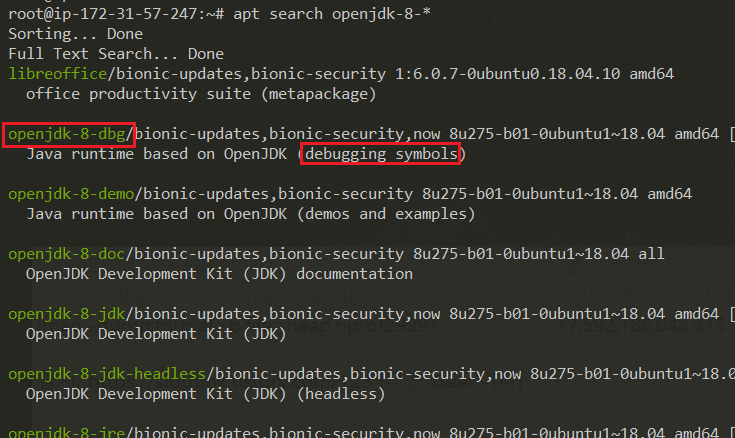 root@ip-172-31-57-247:~# apt search openjdk-8-*
Sorting... Done
Full Text Search... Done
libreoffice/bionic-updates,bionic-security 1:6.0.7-0ubuntu0.18.04.10 amd64
office productivity suite (metapackage)
openjdk-8-dbg/bionic-updates,bionic-security,now 8u275-b01-0ubuntu1~18.04 amd64 [
Java runtime based on OpenJDK (debugging symbols)
openjdk-8-demo/bionic-updates,bionic-security 8u275-b01-0ubuntu1~18.04 amd64
Java runtime based on OpenJDK (demos and examples)
openjdk-8-doc/bionic-updates,bionic-security 8u275-b01-0ubuntu1~18.04 all
OpenJDK Development Kit (JDK) documentation
openjdk-8-jdk/bionic-updates,bionic-security,now 8u275-b01-0ubuntu1~18.04 amd64 [
OpenJDK Development Kit (JDK)
openjdk-8-jdk-headless/bionic-updates,bionic-security,now 8u275-b01-0ubuntu1~18.0
OpenJDK Development Kit (JDK) (headless)
openjdk-8-jre/bionic-updates,bionic-security,now 8u275-b01-0ubuntu1~18.04 amd64 [